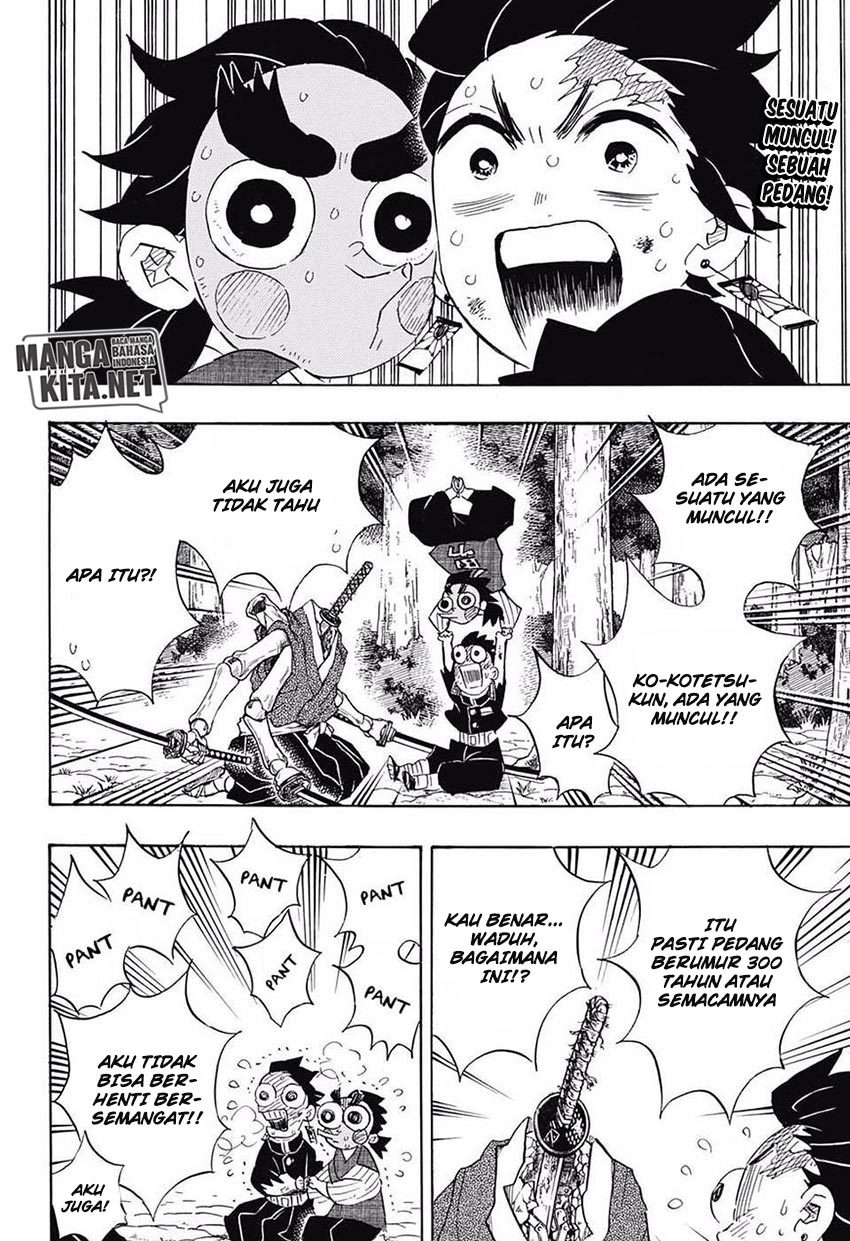 SESUATU
MUNCUL!
SEBUAH
PEDANG!
MANGA
KITA.NET
BACA MANGA
BAHASA
INDONESIA
ADA SE-
SUATU YANG
MUNCUL!!
KO-KOTETSU-
KUN, ADA YANG
MUNCUL!!
APA
ITU?
AKU JUGA
TIDAK TAHU
APA ITU?!
ITU
PASTI PEDANG
BERUMUR 300
TAHUN ATAU
SEMACAMNYA
KAU BENAR...
WADUH,
BAGAIMANA
INI!?
PANT
PANT
PANT
PANT
PANT
PANT
PANT
AKU TIDAK
BISA BER-
HENTI BER-
SEMANGAT!!
AKU
JUGA!